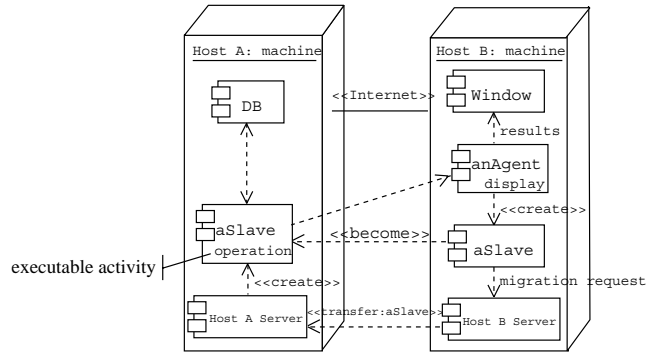 Host A: machine
Host B: machine
DB
<<Internet>>
Window
results
anAgent
display
<<create>>
aSlave
operation
<<become>>
aSlave
executable activity
<<create>>
migration request
Host A Server
<<transfer:aSlave>>
Host B Server